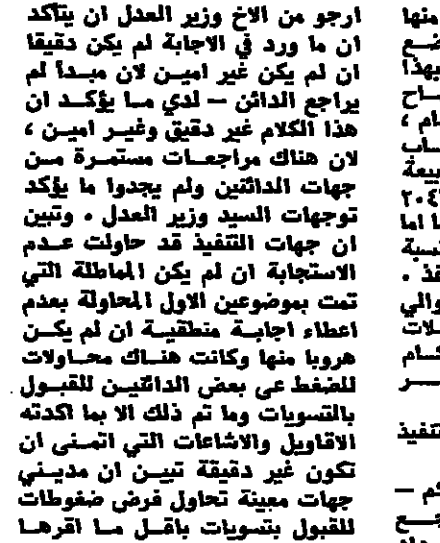 ارجو من الاخ وزير العدل ان يتأكد
ان ما ورد في الاجابة لم يكن دقيقا
ان لم يكن غير امين لان مبدأ لم
يراجع الدائن — لدي ما يؤكد ان
هذا الكلام غير دقيق وغير امين ،
لان هناك مراجعات مستمرة من
جهات الدائنين ولم يجدوا ما يؤكد
توجهات السيد وزير العدل . وتبين
ان جهات التنفيذ قد حاولت عدم
الاستجابة ان لم يكن المماطلة التي
تمت بموضوعين الاول المحاولة بعدم
اعطاء اجابة منطقية ان لم يكن
هروبا منها وكانت هناك محاولات
للضغط عى بعض الدائنين للقبول
بالتسويات وما تم ذلك الا بما اكدته
الاقاويل والاشاعات التي اتمنى ان
تكون غير دقيقة تبين ان مديني
جهات معينة تحاول فرض ضغوطات
للقبول بتسويات باقل ما اقرها
منها
بهذا
والي